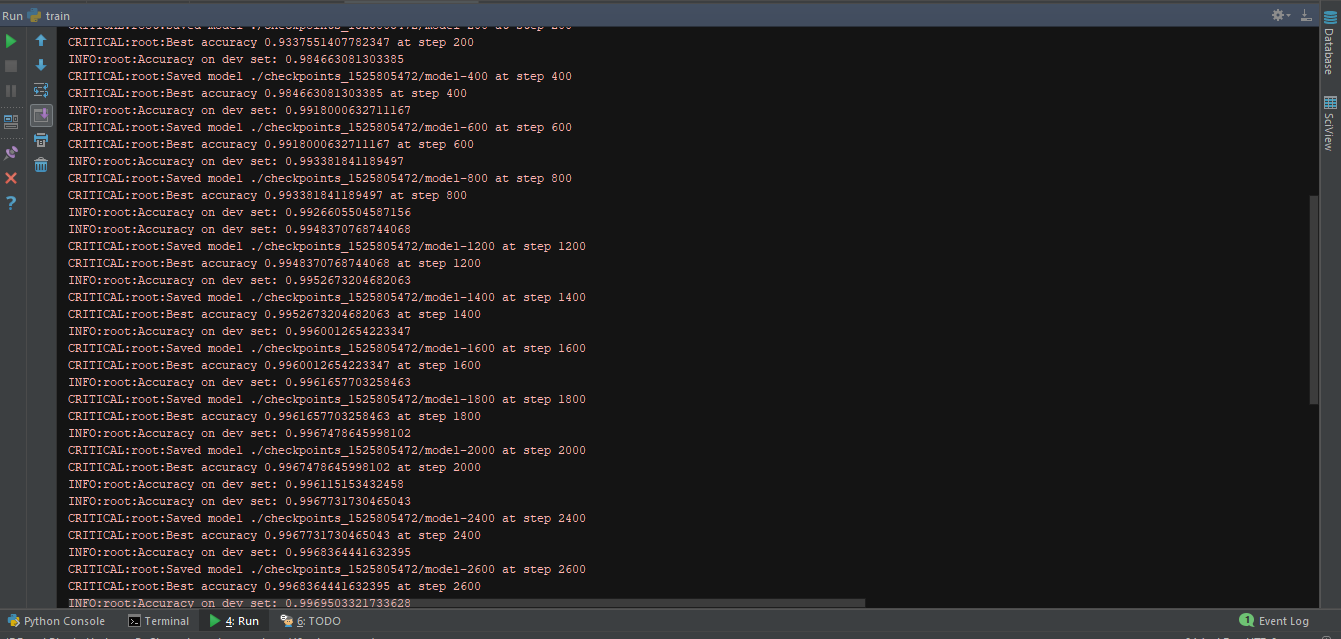 Run train
CRITICAL:root:Saved model ./checkpoints_1525805472/model-200 at step 200
CRITICAL:root:Best accuracy 0.9337551407782347 at step 200
INFO:root:Accuracy on dev set: 0.984663081303385
CRITICAL:root:Saved model ./checkpoints_1525805472/model-400 at step 400
CRITICAL:root:Best accuracy 0.984663081303385 at step 400
INFO:root:Accuracy on dev set: 0.9918000632711167
CRITICAL:root:Saved model ./checkpoints_1525805472/model-600 at step 600
CRITICAL:root:Best accuracy 0.9918000632711167 at step 600
INFO:root:Accuracy on dev set: 0.993381841189497
CRITICAL:root:Saved model ./checkpoints_1525805472/model-800 at step 800
CRITICAL:root:Best accuracy 0.993381841189497 at step 800
INFO:root:Accuracy on dev set: 0.9926605504587156
INFO:root:Accuracy on dev set: 0.9948370768744068
CRITICAL:root:Saved model ./checkpoints_1525805472/model-1200 at step 1200
CRITICAL:root:Best accuracy 0.9948370768744068 at step 1200
INFO:root:Accuracy on dev set: 0.9952673204682063
CRITICAL:root:Saved model ./checkpoints_1525805472/model-1400 at step 1400
CRITICAL:root:Best accuracy 0.9952673204682063 at step 1400
INFO:root:Accuracy on dev set: 0.9960012654223347
CRITICAL:root:Saved model ./checkpoints_1525805472/model-1600 at step 1600
CRITICAL:root:Best accuracy 0.9960012654223347 at step 1600
INFO:root:Accuracy on dev set: 0.9961657703258463
CRITICAL:root:Saved model ./checkpoints_1525805472/model-1800 at step 1800
CRITICAL:root:Best accuracy 0.9961657703258463 at step 1800
INFO:root:Accuracy on dev set: 0.9967478645998102
CRITICAL:root:Saved model ./checkpoints_1525805472/model-2000 at step 2000
CRITICAL:root:Best accuracy 0.9967478645998102 at step 2000
INFO:root:Accuracy on dev set: 0.996115153432458
INFO:root:Accuracy on dev set: 0.9967731730465043
CRITICAL:root:Saved model ./checkpoints_1525805472/model-2400 at step 2400
CRITICAL:root:Best accuracy 0.9967731730465043 at step 2400
INFO:root:Accuracy on dev set: 0.9968364441632395
CRITICAL:root:Saved model ./checkpoints_1525805472/model-2600 at step 2600
CRITICAL:root:Best accuracy 0.9968364441632395 at step 2600
INFO:root:Accuracy on dev set: 0.9969503321733628
Database
SciView
Python Console Terminal 4: Run 6: TODO 1 Event Log